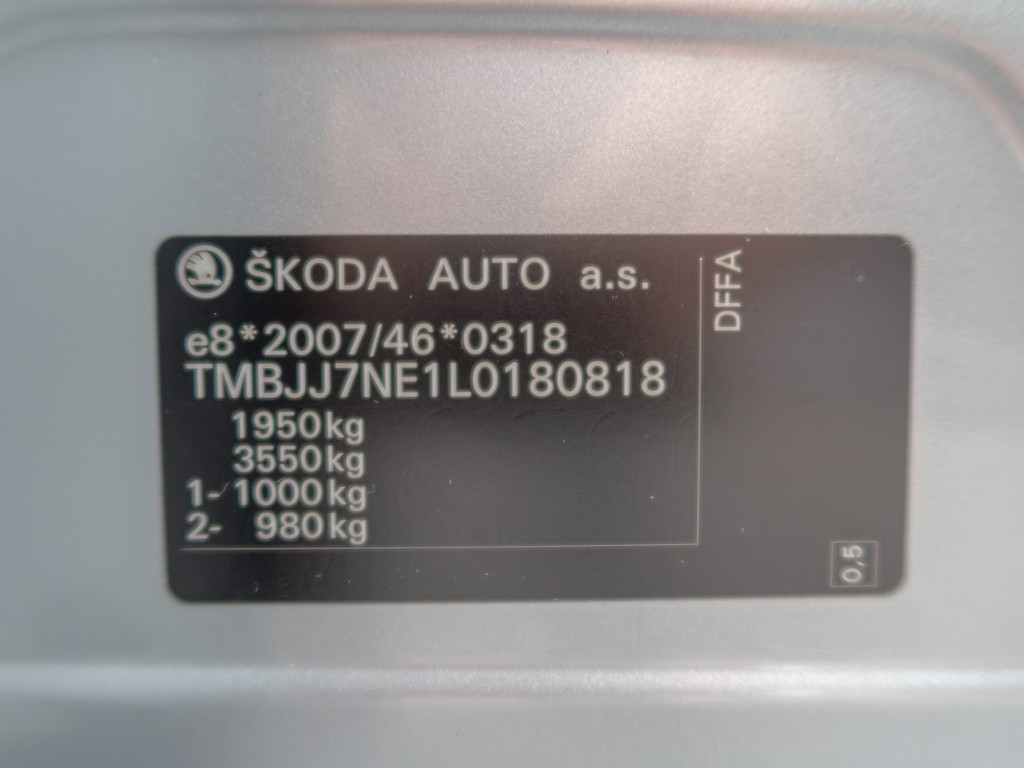 ŠKODA AUTO a.s.
e8*2007/46*0318
TMBJJ7NE1L0180818
1950kg
3550kg
1- 1000kg
2- 980kg
DFFA
0,5